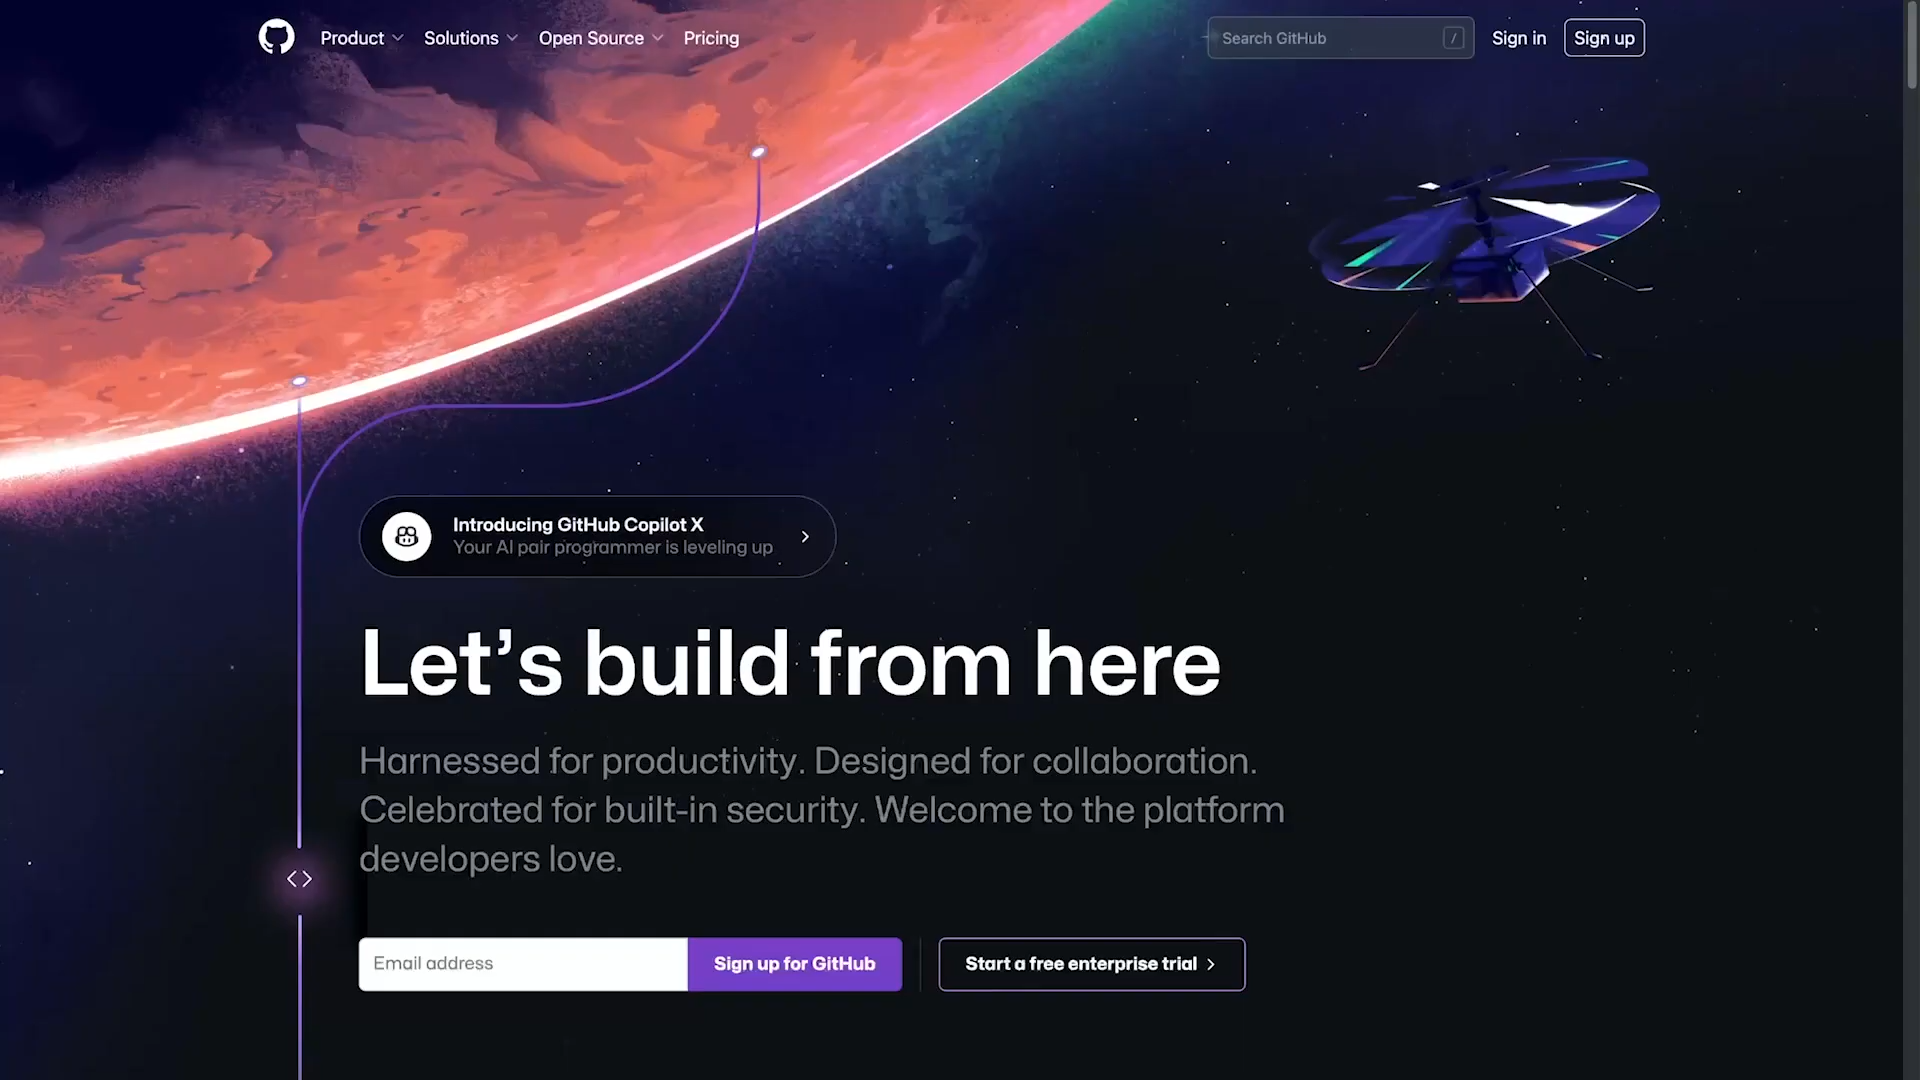 Product
Solutions
Open Source
Pricing
Search GitHub
/
Sign in
Sign up
Introducing GitHub Copilot X
Your AI pair programmer is leveling up
Let’s build from here
Harnessed for productivity. Designed for collaboration.
Celebrated for built-in security. Welcome to the platform
developers love.
Email address
Sign up for GitHub
Start a free enterprise trial